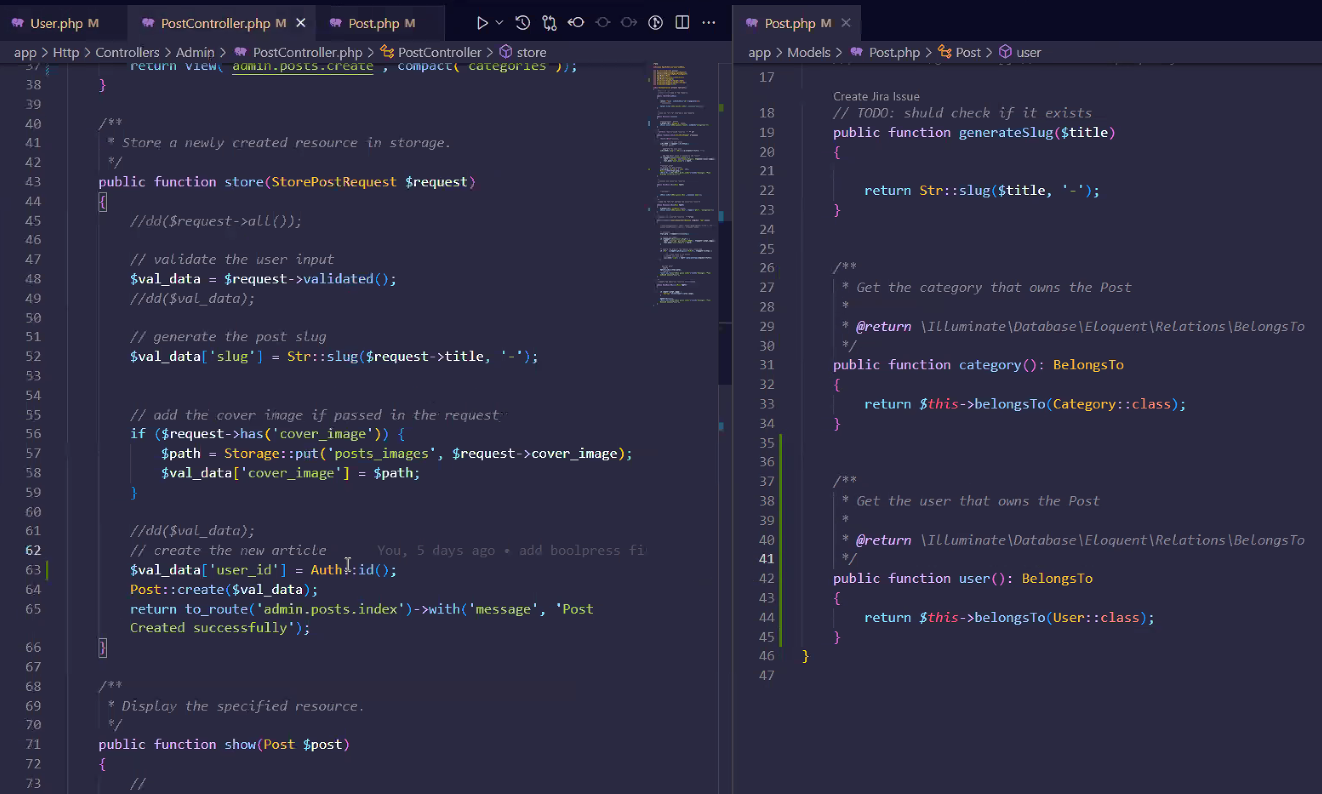 User.php M
PostController.php M
Post.php M
app > Http > Controllers > Admin > PostController.php > PostController > store
37 return view('admin.posts.create', compact('categories'));
38 }
39
40 /**
41 * Store a newly created resource in storage.
42 */
43 public function store(StorePostRequest $request)
44 {
45 //dd($request->all());
46
47 // validate the user input
48 $val_data = $request->validated();
49 //dd($val_data);
50
51 // generate the post slug
52 $val_data['slug'] = Str::slug($request->title, '-');
53
54
55 // add the cover image if passed in the request
56 if ($request->has('cover_image')) {
57 $path = Storage::put('posts_images', $request->cover_image);
58 $val_data['cover_image'] = $path;
59 }
60
61 //dd($val_data);
62 // create the new article You, 5 days ago • add boolpress fi
63 $val_data['user_id'] = Auth::id();
64 Post::create($val_data);
65 return to_route('admin.posts.index')->with('message', 'Post
Created successfully');
66 }
67
68 /**
69 * Display the specified resource.
70 */
71 public function show(Post $post)
72 {
73 //
Post.php M
app > Models > Post.php > Post > user
17
Create Jira Issue
18 // TODO: shuld check if it exists
19 public function generateSlug($title)
20 {
21
22 return Str::slug($title, '-');
23 }
24
25
26 /**
27 * Get the category that owns the Post
28 *
29 * @return \Illuminate\Database\Eloquent\Relations\BelongsTo
30 */
31 public function category(): BelongsTo
32 {
33 return $this->belongsTo(Category::class);
34 }
35
36
37 /**
38 * Get the user that owns the Post
39 *
40 * @return \Illuminate\Database\Eloquent\Relations\BelongsTo
41 */
42 public function user(): BelongsTo
43 {
44 return $this->belongsTo(User::class);
45 }
46 }
47